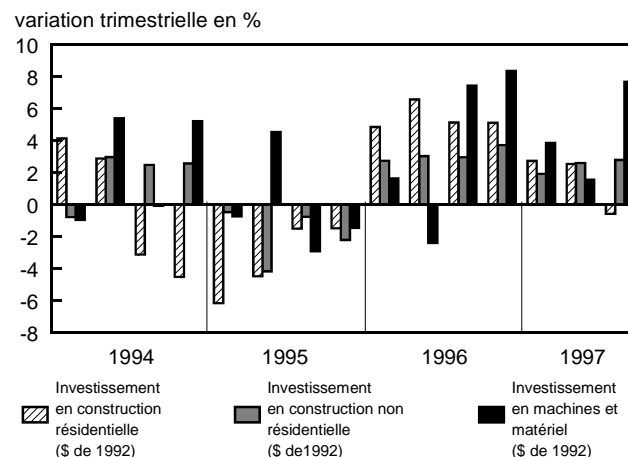 variation trimestrielle en %
10
8
6
4
2
0
-2
-4
-6
-8
1994 1995 1996 1997
Investissement
en construction
résidentielle
($ de 1992)
Investissement
en construction non
résidentielle
($ de1992)
Investissement
en machines et
matériel
($ de 1992)